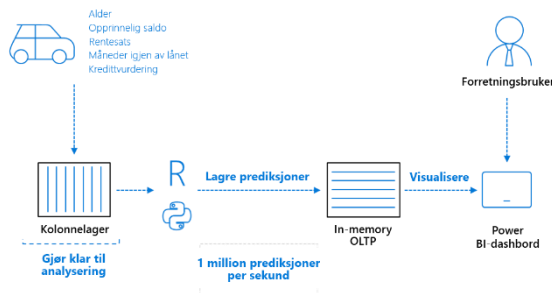 Alder
Opprinnelig saldo
Rentesats
Måneder igjen av lånet
Kredittvurdering
Forretningsbruker
R
Lagre prediksjoner
Visualisere
Kolonnelager
In-memory
OLTP
Power
BI-dashbord
Gjør klar til
analysering
1 million prediksjoner
per sekund